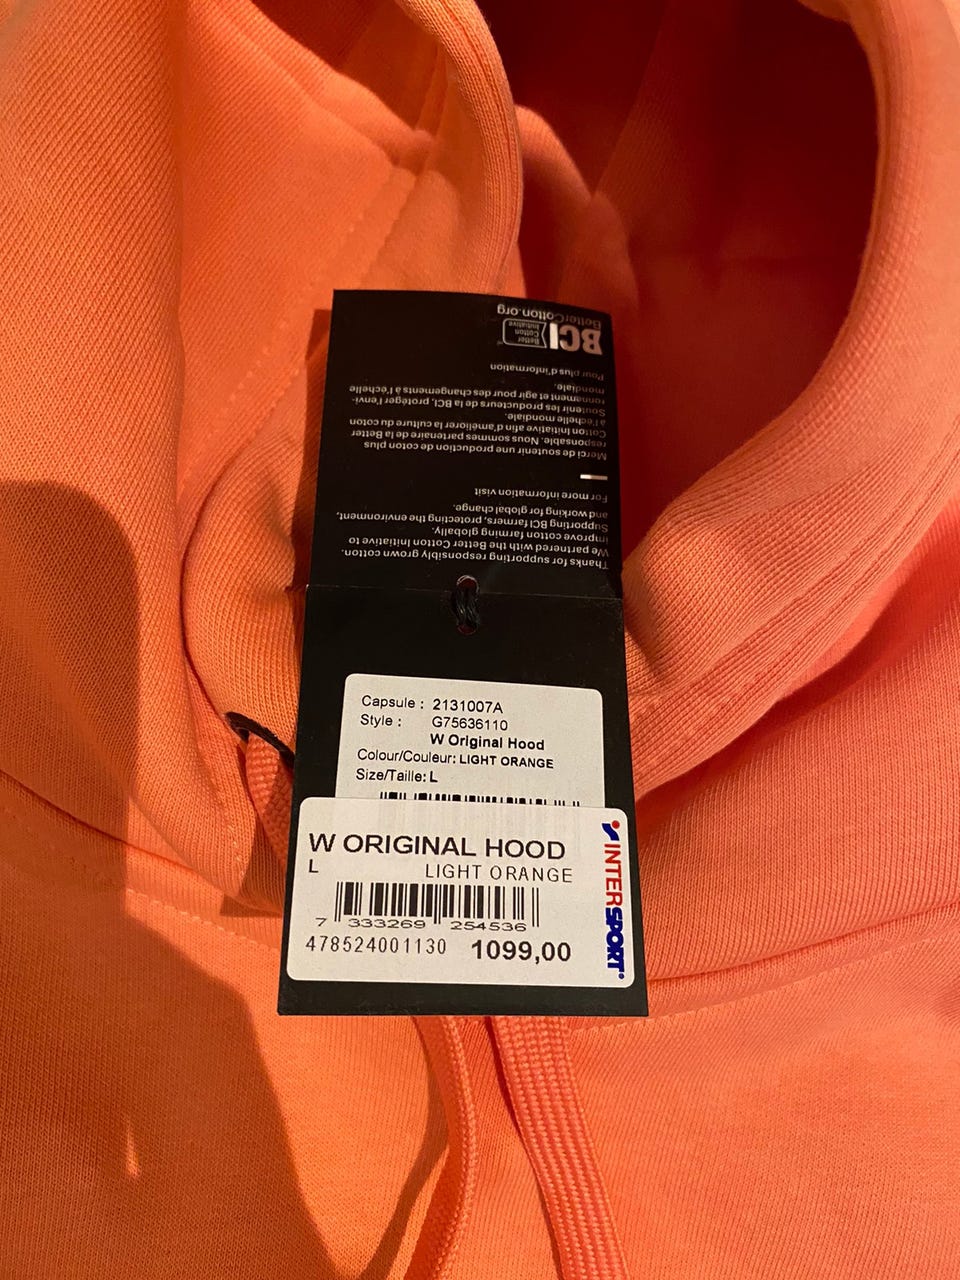 BetterCotton.org
BCI
Better
Cotton
Initiative
Pour plus d'information
mondiale.
ronnement et agir pour des changements à l'échelle
Soutenir les producteurs de la BCI, protéger l'envi-
à l'échelle mondiale.
Cotton Initiative afin d'améliorer la culture du coton
responsable. Nous sommes partenaire de la Better
Merci de soutenir une production de coton plus
For more information visit
and working for global change.
Supporting BCI farmers, protecting the environment,
improve cotton farming globally.
We partnered with the Better Cotton Initiative to
Thanks for supporting responsibly grown cotton.
Capsule : 2131007A
Style : G75636110
W Original Hood
Colour/Couleur: LIGHT ORANGE
Size/Taille: L
W ORIGINAL HOOD
L LIGHT ORANGE
7 333269 254536
478524001130 1099,00
INTERSPORT